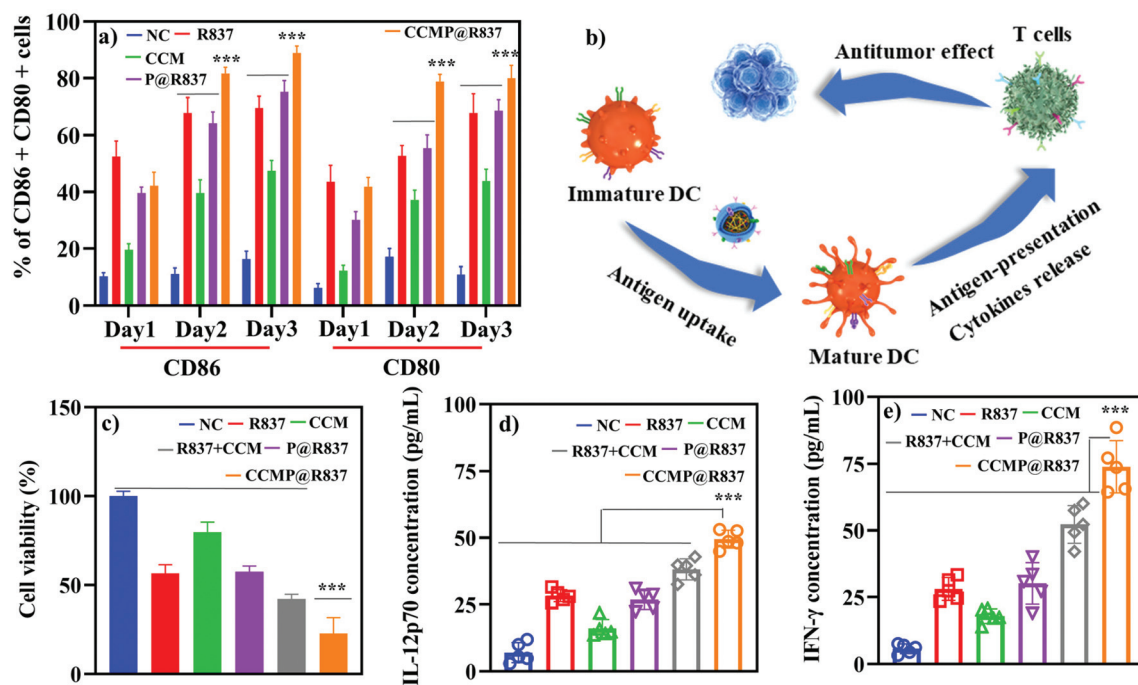 a)
NC R837
CCM
P@R837
CCMP@R837
***
***
***
***
% of CD86 + CD80 + cells
100
80
60
40
20
0
Day1 Day2 Day3 Day1 Day2 Day3
CD86 CD80
b)
Antitumor effect
T cells
Immature DC
Antigen uptake
Mature DC
Antigen-presentation
Cytokines release
c)
NC R837 CCM
R837+CCM P@R837
CCMP@R837
***
Cell viability (%)
150
100
50
0
d)
NC R837 CCM
R837+CCM P@R837
CCMP@R837
***
IL-12p70 concentration (pg/mL)
100
75
50
25
0
e)
NC R837 CCM
R837+CCM P@R837
CCMP@R837
***
IFN-γ concentration (pg/mL)
100
75
50
25
0